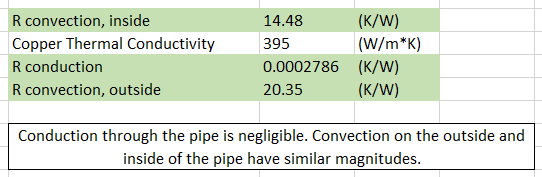 R convection, inside 14.48 (K/W)
Copper Thermal Conductivity 395 (W/m*K)
R conduction 0.0002786 (K/W)
R convection, outside 20.35 (K/W)
Conduction through the pipe is negligible. Convection on the outside and
inside of the pipe have similar magnitudes.